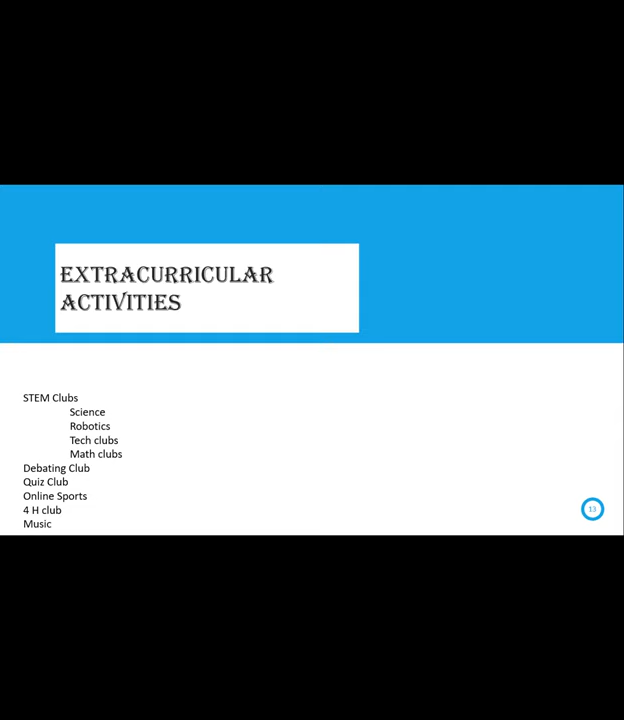 EXTRACURRICULAR
ACTIVITIES
STEM Clubs
Science
Robotics
Tech clubs
Math clubs
Debating Club
Quiz Club
Online Sports
4 H club
Music
13